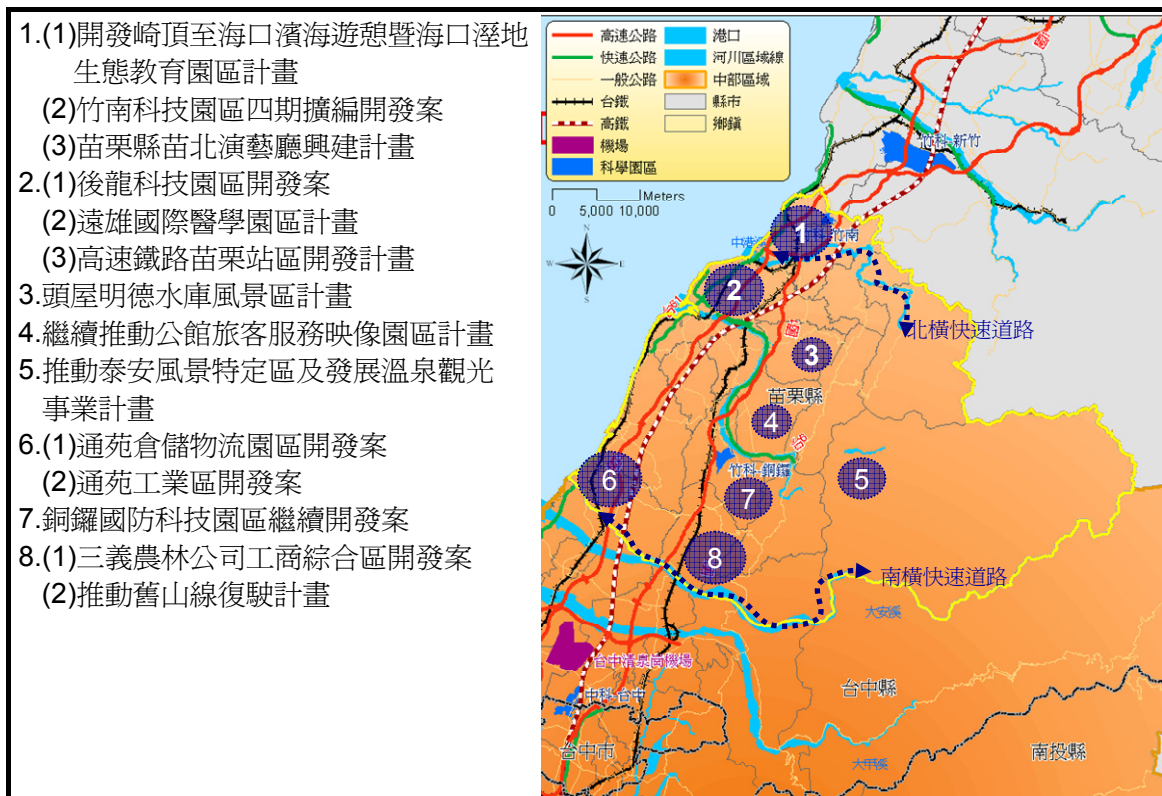 1.(1)開發崎頂至海口濱海遊憩暨海口溼地
生態教育園區計畫
(2)竹南科技園區四期擴編開發案
(3)苗栗縣苗北演藝廳興建計畫
2.(1)後龍科技園區開發案
(2)遠雄國際醫學園區計畫
(3)高速鐵路苗栗站區開發計畫
3.頭屋明德水庫風景區計畫
4.繼續推動公館旅客服務映像園區計畫
5.推動泰安風景特定區及發展溫泉觀光
事業計畫
6.(1)通苑倉儲物流園區開發案
(2)通苑工業區開發案
7.銅鑼國防科技園區繼續開發案
8.(1)三義農林公司工商綜合區開發案
(2)推動舊山線復駛計畫
高速公路
港口
快速公路
河川區域線
一般公路
中部區域
台鐵
縣市
高鐵
鄉鎮
機場
科學園區
Meters
0 5,000 10,000
N
W E
S
國
竹科-新竹
1
竹南
中港
2
台61
國
北橫快速道路
3
苗栗縣
4
台6
竹科-銅鑼
5
6
7
8
南橫快速道路
大安溪
台中清泉崗機場
中科-台中
台中縣
台中市
南投縣
大甲溪